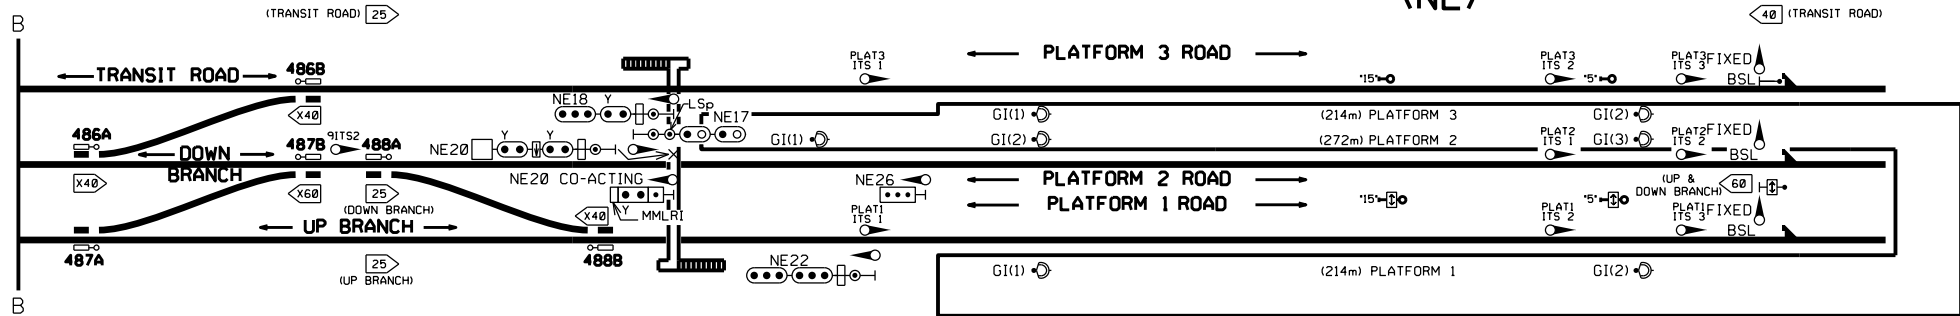 (TRANSIT ROAD) 25
40 (TRANSIT ROAD)
B
TRANSIT ROAD
486B
PLAT3
ITS 1
PLATFORM 3 ROAD
"15"
PLAT3
ITS 2
"5"
PLAT3
ITS 3
FIXED
BSL
X40
NE18
Y
LSp
NE17
GI(1)
(214m) PLATFORM 3
GI(2)
486A
DOWN
BRANCH
487B
9ITS2
488A
NE20
Y
Y
GI(1)
GI(2)
(272m) PLATFORM 2
PLAT2
ITS 1
GI(3)
PLAT2
ITS 2
FIXED
BSL
X40
X60
25
(DOWN BRANCH)
NE20 CO-ACTING
Y
MMLRI
NE26
PLATFORM 2 ROAD
PLATFORM 1 ROAD
"15"
"5"
(UP &
DOWN BRANCH)
60
UP BRANCH
X40
PLAT1
ITS 1
PLAT1
ITS 2
PLAT1
ITS 3
FIXED
BSL
487A
25
(UP BRANCH)
488B
NE22
GI(1)
(214m) PLATFORM 1
GI(2)
B